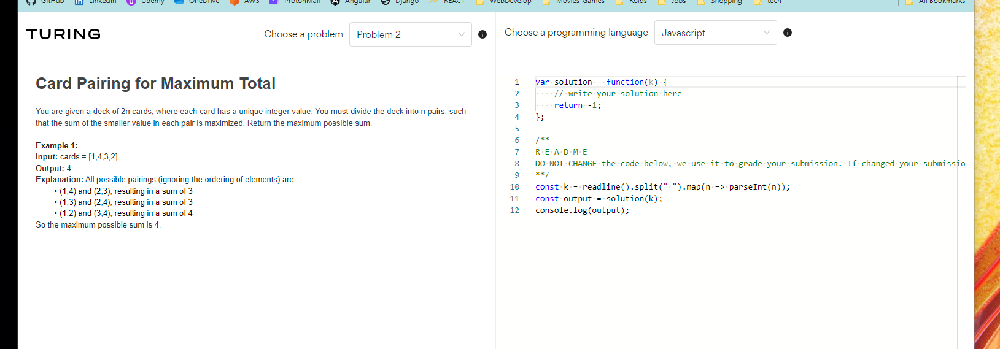 GitHub LinkedIn Udemy OneDrive AWS ProtonMail Angular Django REACT WebDevelop Movies_Games Roids Jobs Shopping tech All Bookmarks
TURING Choose a problem Problem 2 Choose a programming language Javascript
Card Pairing for Maximum Total
You are given a deck of 2n cards, where each card has a unique integer value. You must divide the deck into n pairs, such
that the sum of the smaller value in each pair is maximized. Return the maximum possible sum.
Example 1:
Input: cards = [1,4,3,2]
Output: 4
Explanation: All possible pairings (ignoring the ordering of elements) are:
• (1,4) and (2,3), resulting in a sum of 3
• (1,3) and (2,4), resulting in a sum of 3
• (1,2) and (3,4), resulting in a sum of 4
So the maximum possible sum is 4.
1 var solution = function(k) {
2 // write your solution here
3 return -1;
4 };
5
6 /**
7 R E A D M E
8 DO NOT CHANGE the code below, we use it to grade your submission. If changed your submissio
9 **/
10 const k = readline().split(" ").map(n => parseInt(n));
11 const output = solution(k);
12 console.log(output);